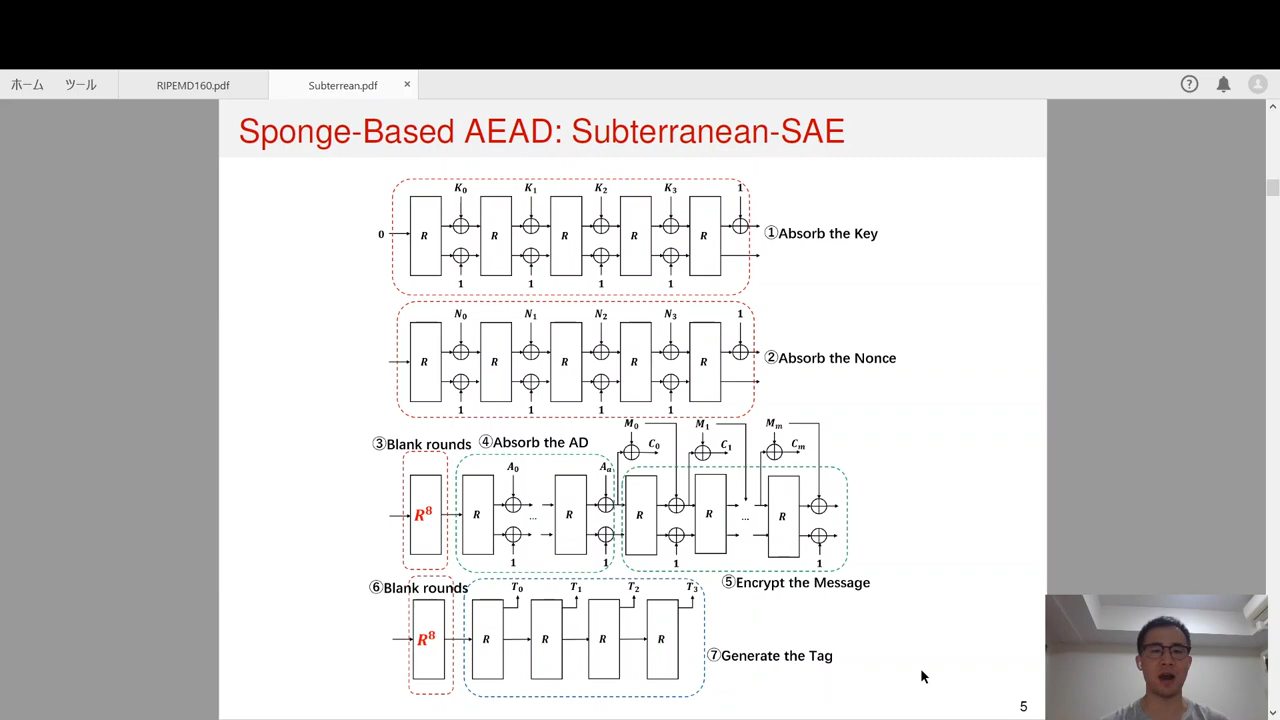 ホーム ツール RIPEMD160.pdf Subterrean.pdf ×
Sponge-Based AEAD: Subterranean-SAE
K0 K1 K2 K3 1
0 R R R R R ①Absorb the Key
1 1 1 1
N0 N1 N2 N3 1
R R R R R ②Absorb the Nonce
1 1 1 1
M0 M1 Mm
③Blank rounds ④Absorb the AD C0 C1 Cm
A0 Aa
R⁸ R ... R R R ... R
1 1 1 1
⑤Encrypt the Message
⑥Blank rounds T0 T1 T2 T3
R⁸ R R R R
⑦Generate the Tag
5